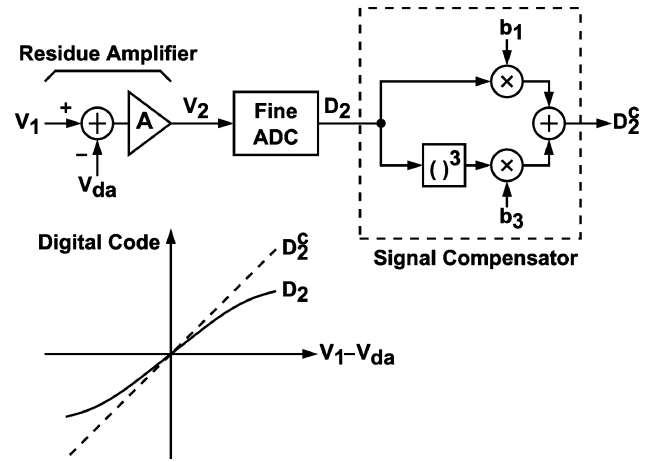 Residue Amplifier
V1
+
−
+
Vda
A
V2
Fine
ADC
D2
b1
×
( )³
×
b3
+
D2ᶜ
Signal Compensator
Digital Code
D2ᶜ
D2
V1−Vda